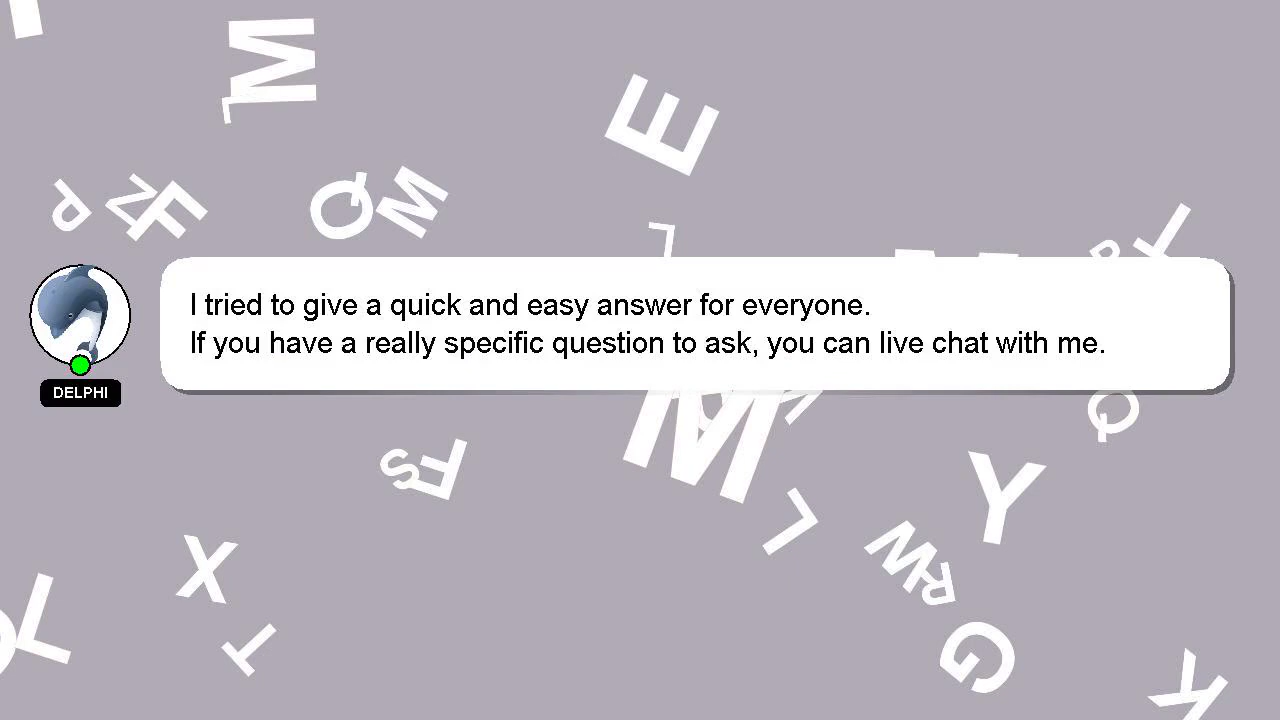 I tried to give a quick and easy answer for everyone.
If you have a really specific question to ask, you can live chat with me.
DELPHI